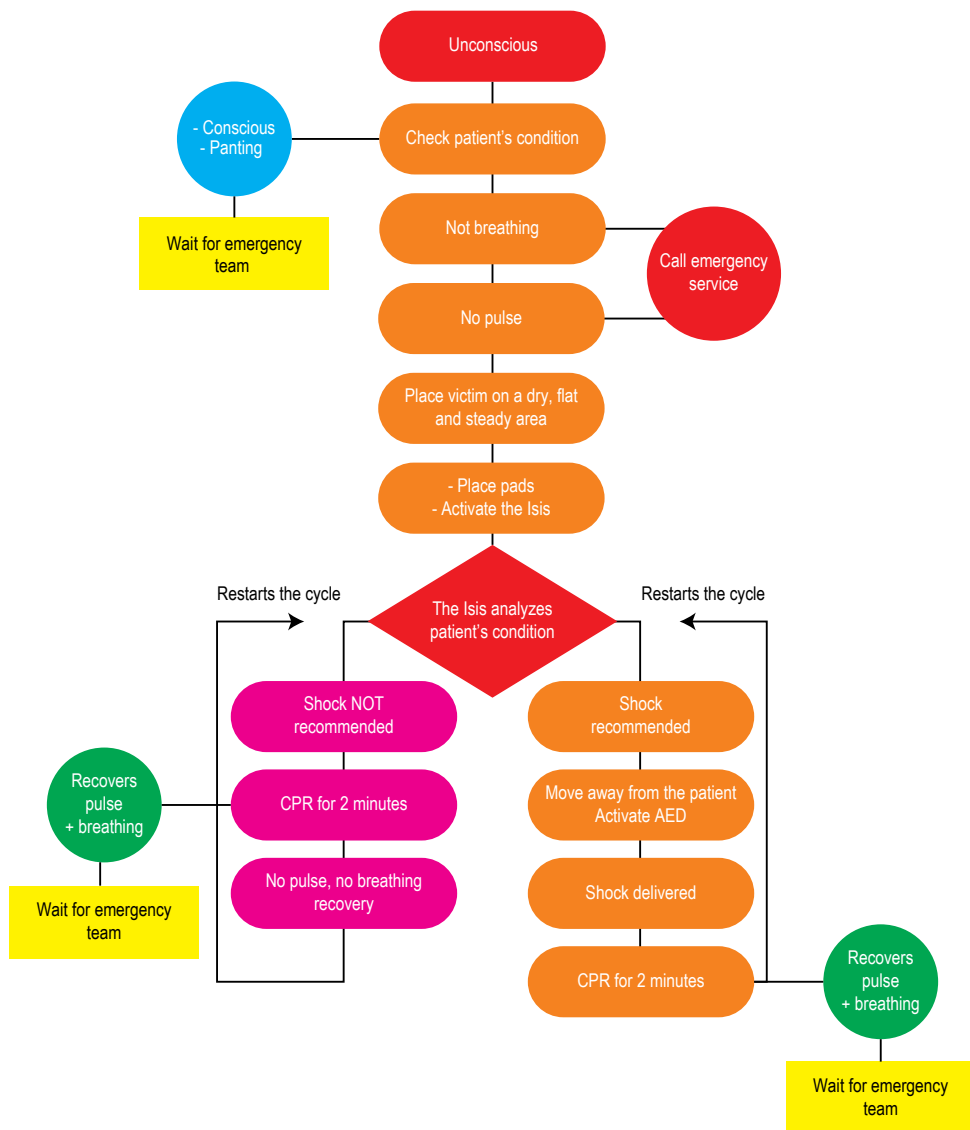 Unconscious
- Conscious
- Panting
Check patient's condition
Wait for emergency
team
Not breathing
Call emergency
service
No pulse
Place victim on a dry, flat
and steady area
- Place pads
- Activate the Isis
Restarts the cycle
The Isis analyzes
patient's condition
Restarts the cycle
Shock NOT
recommended
Shock
recommended
Recovers
pulse
+ breathing
CPR for 2 minutes
Move away from the patient
Activate AED
Wait for emergency
team
No pulse, no breathing
recovery
Shock delivered
CPR for 2 minutes
Recovers
pulse
+ breathing
Wait for emergency
team